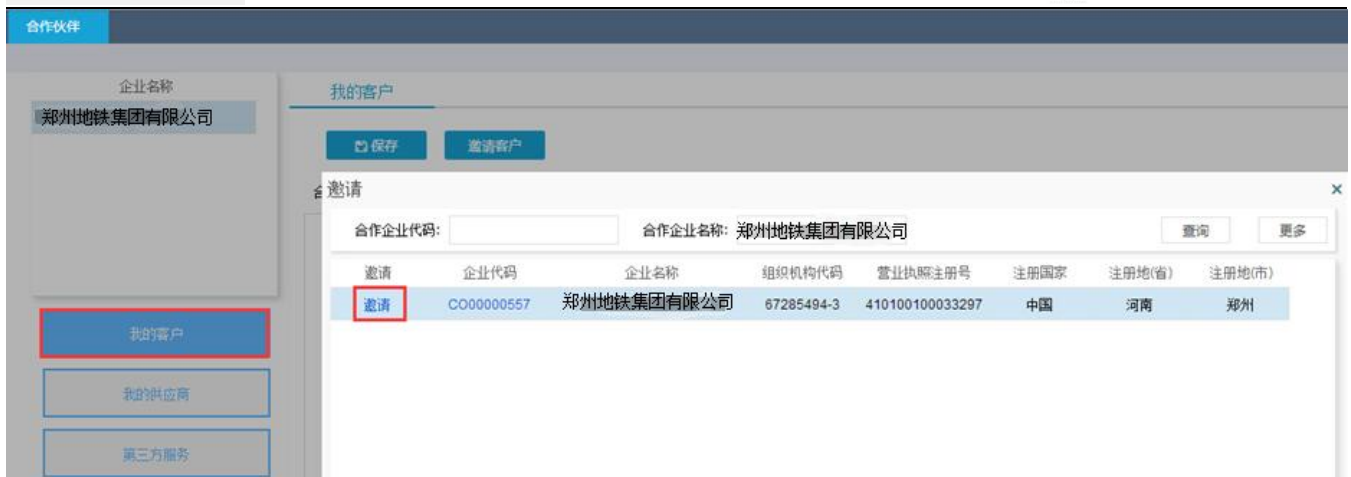 合作伙伴
企业名称
郑州地铁集团有限公司
我的客户
我的供应商
第三方服务
我的客户
保存 邀请客户
合
邀请 ×
合作企业代码: 合作企业名称: 郑州地铁集团有限公司 查询 更多
邀请 企业代码 企业名称 组织机构代码 营业执照注册号 注册国家 注册地(省) 注册地(市)
邀请 CO00000557 郑州地铁集团有限公司 67285494-3 410100100033297 中国 河南 郑州